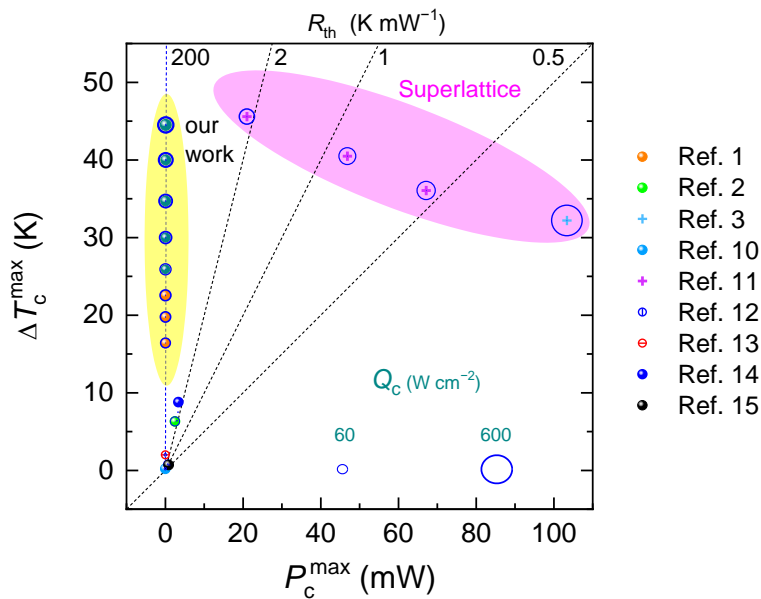 R_th (K mW⁻¹)
200 2 1 0.5
Superlattice
our
work
50
40
30
20
10
0
ΔT_c^max (K)
Q_c (W cm⁻²)
60 600
0 20 40 60 80 100
P_c^max (mW)
Ref. 1
Ref. 2
Ref. 3
Ref. 10
Ref. 11
Ref. 12
Ref. 13
Ref. 14
Ref. 15